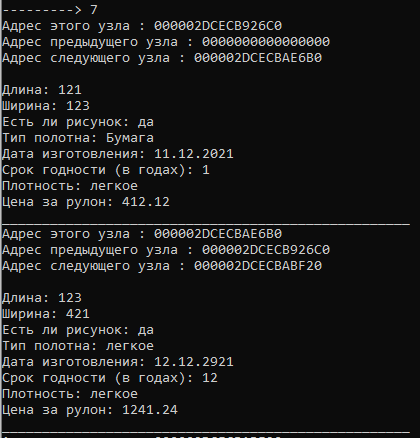 ---------> 7
Адрес этого узла : 000002DCECB926C0
Адрес предыдущего узла : 0000000000000000
Адрес следующего узла : 000002DCECBAE6B0
Длина: 121
Ширина: 123
Есть ли рисунок: да
Тип полотна: Бумага
Дата изготовления: 11.12.2021
Срок годности (в годах): 1
Плотность: легкое
Цена за рулон: 412.12
Адрес этого узла : 000002DCECBAE6B0
Адрес предыдущего узла : 000002DCECB926C0
Адрес следующего узла : 000002DCECBABF20
Длина: 123
Ширина: 421
Есть ли рисунок: да
Тип полотна: легкое
Дата изготовления: 12.12.2921
Срок годности (в годах): 12
Плотность: легкое
Цена за рулон: 1241.24